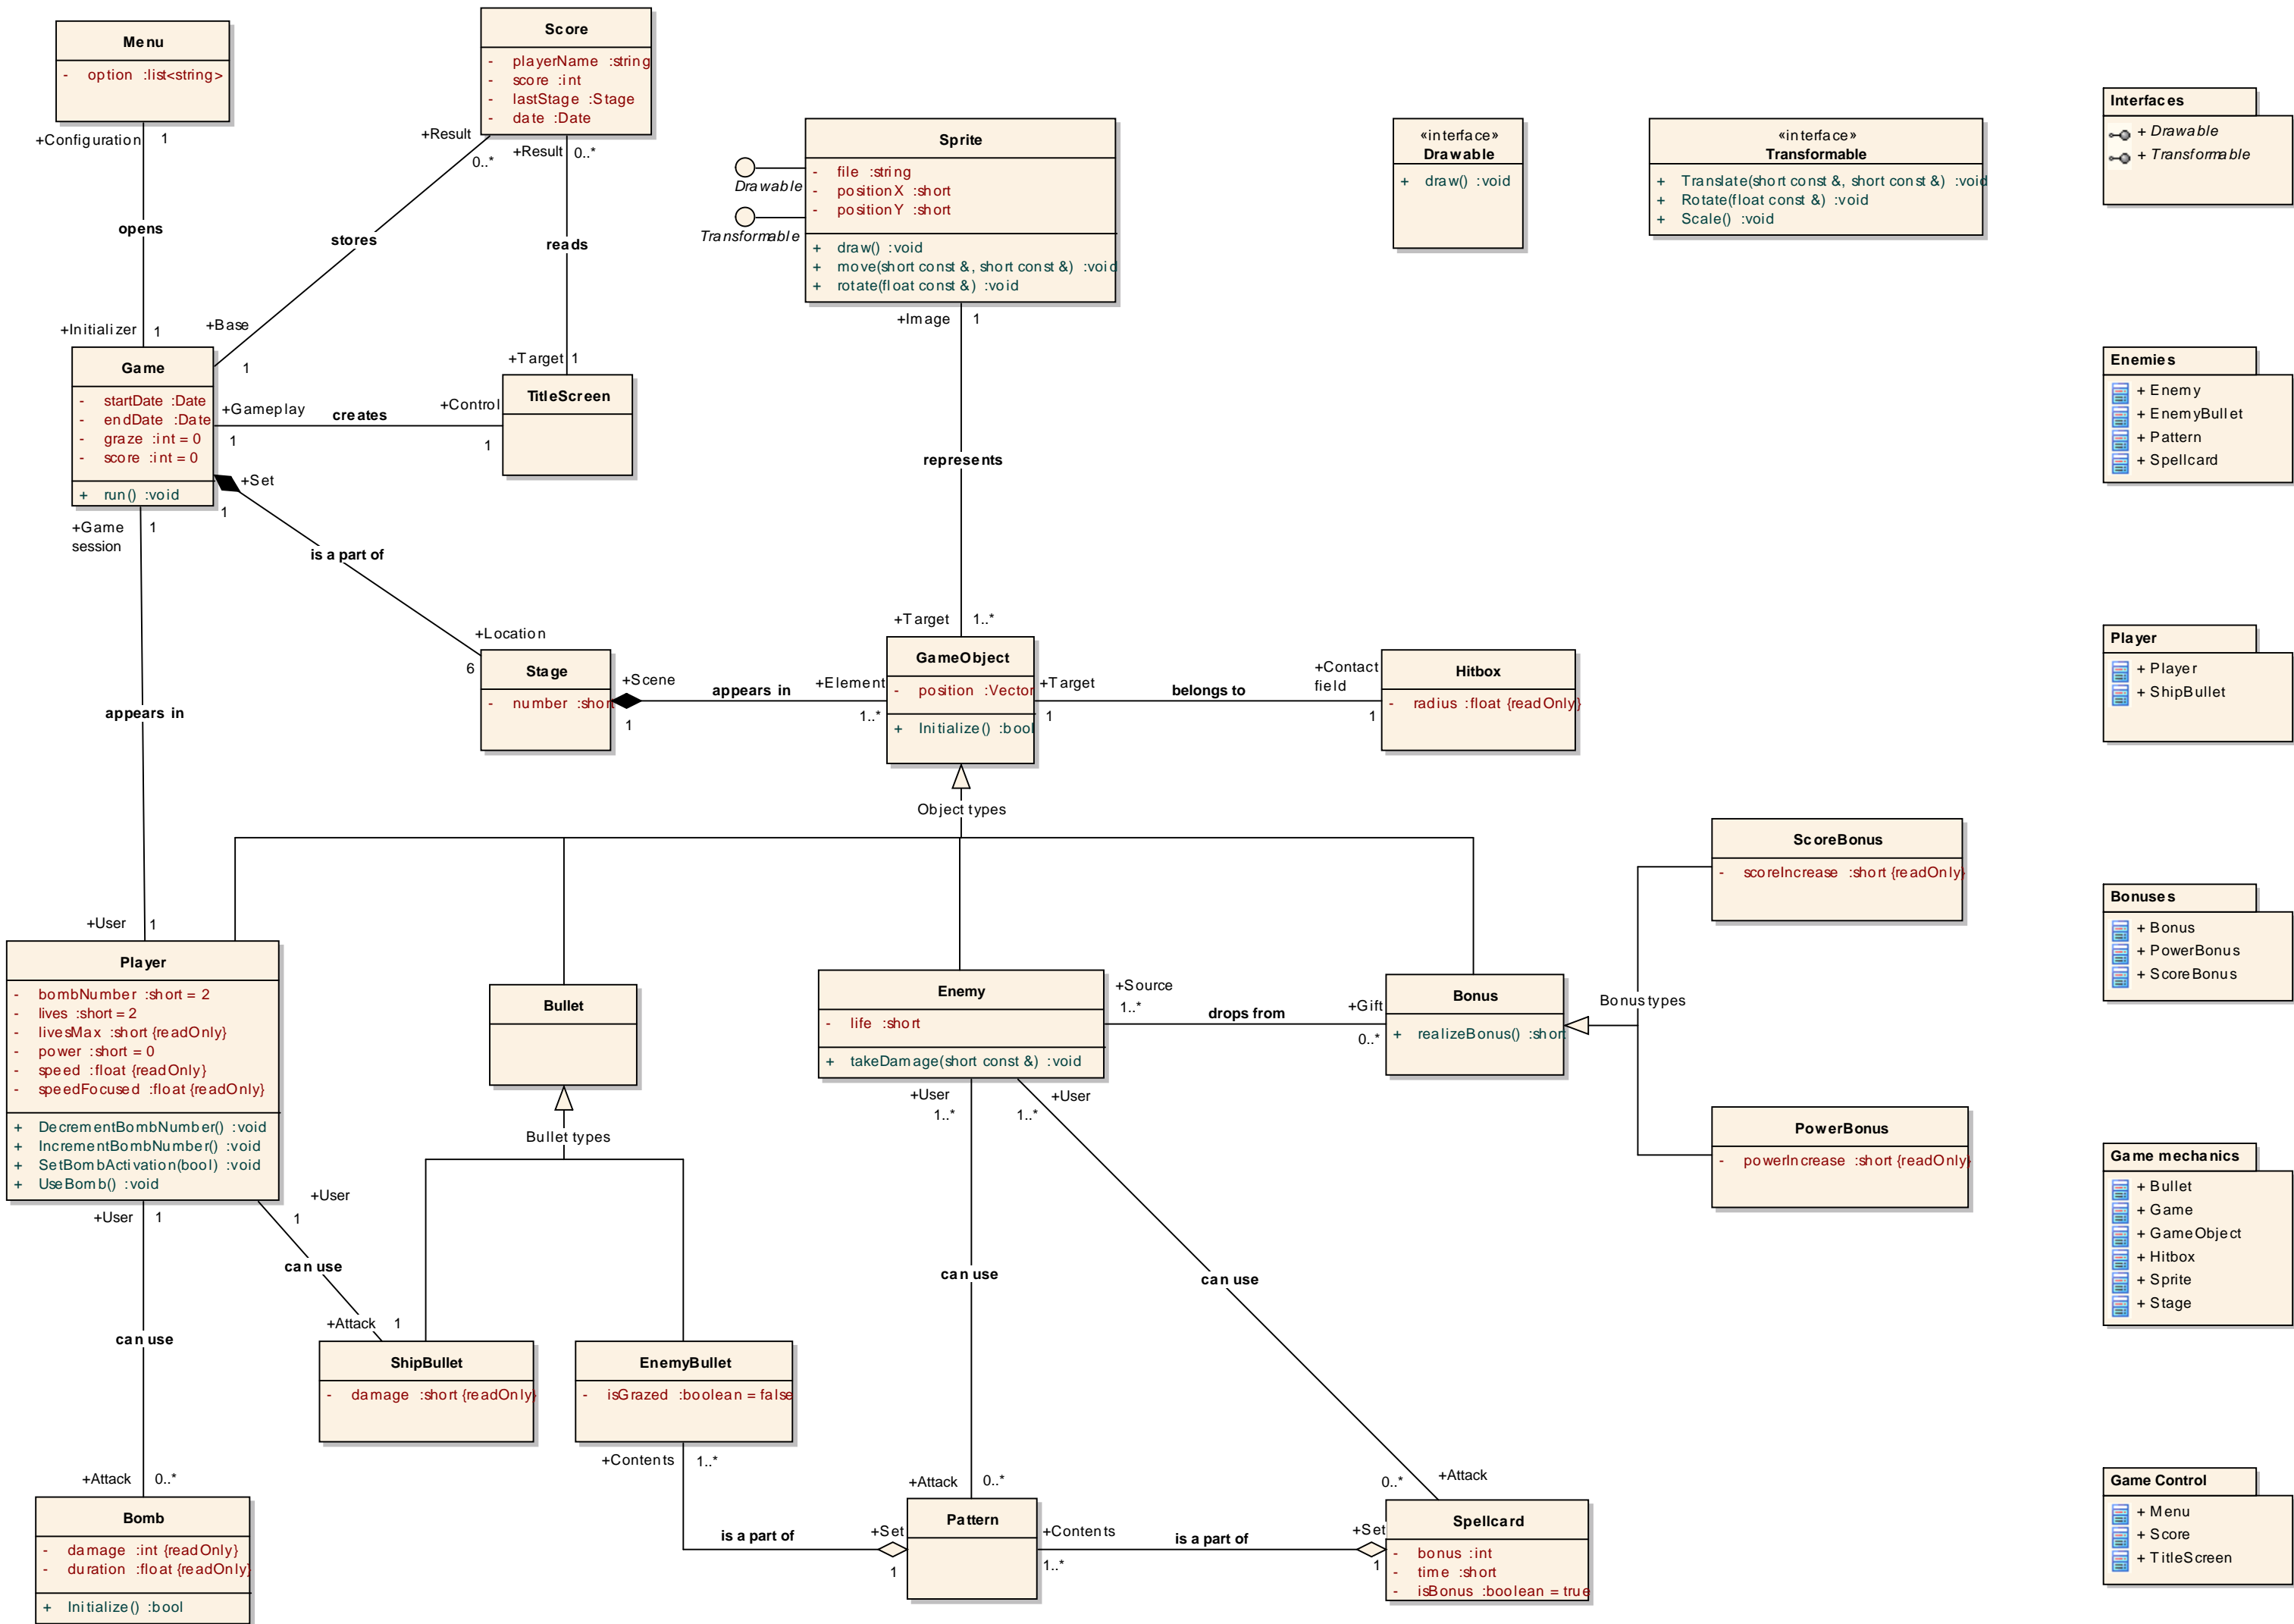 Menu
- option :list<string>
+Configuration 1
opens
+Initializer 1
Score
- playerName :string
- score :int
- lastStage :Stage
- date :Date
+Result
0..*
+Result 0..*
stores
reads
+Base
1
+Target 1
Game
- startDate :Date
- endDate :Date
- graze :int = 0
- score :int = 0
+ run() :void
+Gameplay
1
creates
+Control
1
TitleScreen
+Set
1
is a part of
+Location
6
+Game
session
1
appears in
+User 1
Sprite
- file :string
- positionX :short
- positionY :short
+ draw() :void
+ move(short const &, short const &) :void
+ rotate(float const &) :void
Drawable
Transformable
+Image 1
represents
+Target 1..*
«interface»
Drawable
+ draw() :void
«interface»
Transformable
+ Translate(short const &, short const &) :void
+ Rotate(float const &) :void
+ Scale() :void
Stage
- number :short
+Scene
1
appears in
+Element
1..*
GameObject
- position :Vector
+ Initialize() :bool
+Target
1
belongs to
+Contact
field
1
Hitbox
- radius :float {readOnly}
Object types
Player
- bombNumber :short = 2
- lives :short = 2
- livesMax :short {readOnly}
- power :short = 0
- speed :float {readOnly}
- speedFocused :float {readOnly}
+ DecrementBombNumber() :void
+ IncrementBombNumber() :void
+ SetBombActivation(bool) :void
+ UseBomb() :void
Bullet
Bullet types
Enemy
- life :short
+ takeDamage(short const &) :void
+Source
1..*
drops from
+Gift
0..*
Bonus
+ realizeBonus() :short
Bonus types
ScoreBonus
- scoreIncrease :short {readOnly}
PowerBonus
- powerIncrease :short {readOnly}
+User 1
can use
+Attack 0..*
+User
1
can use
+Attack 1
ShipBullet
- damage :short {readOnly}
EnemyBullet
- isGrazed :boolean = false
+Contents 1..*
is a part of
+Set
1
+User
1..*
can use
+Attack 0..*
+User
1..*
can use
0..*
+Attack
Bomb
- damage :int {readOnly}
- duration :float {readOnly}
+ Initialize() :bool
Pattern
+Contents
1..*
is a part of
+Set
1
Spellcard
- bonus :int
- time :short
- isBonus :boolean = true
Interfaces
+ Drawable
+ Transformable
Enemies
+ Enemy
+ EnemyBullet
+ Pattern
+ Spellcard
Player
+ Player
+ ShipBullet
Bonuses
+ Bonus
+ PowerBonus
+ ScoreBonus
Game mechanics
+ Bullet
+ Game
+ GameObject
+ Hitbox
+ Sprite
+ Stage
Game Control
+ Menu
+ Score
+ TitleScreen